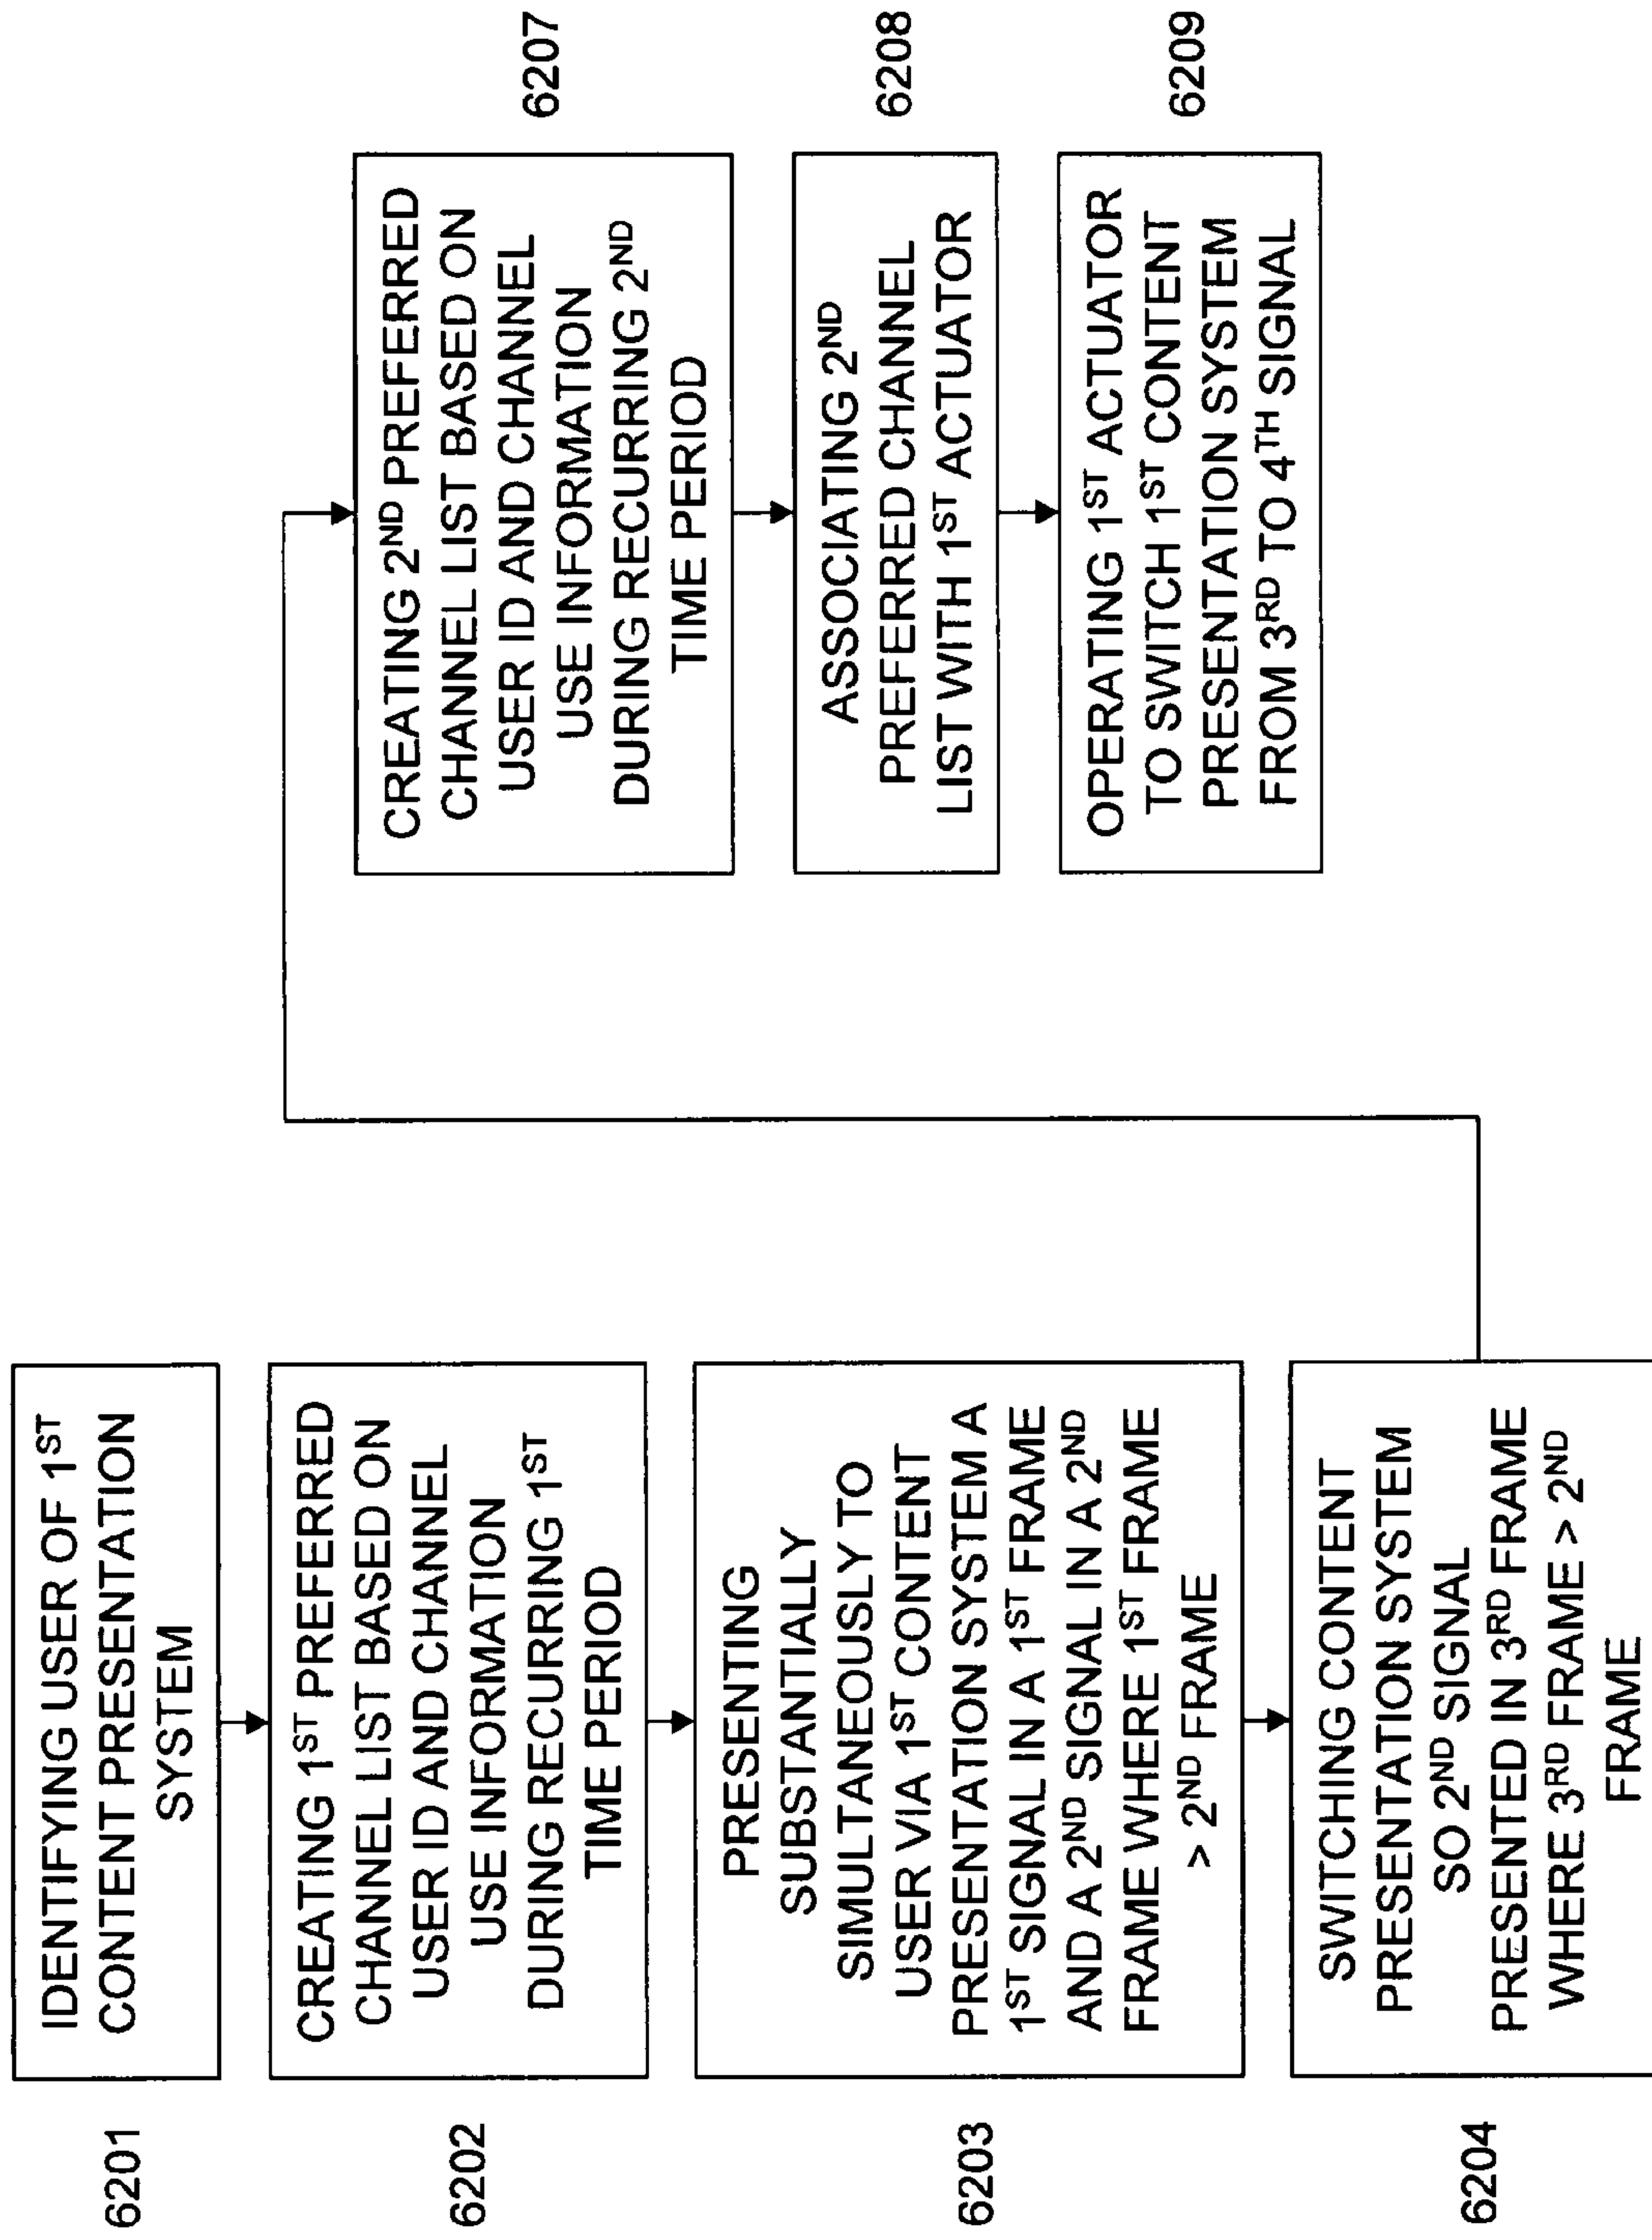 6201
IDENTIFYING USER OF 1ST
CONTENT PRESENTATION
SYSTEM
6202
CREATING 1ST PREFERRED
CHANNEL LIST BASED ON
USER ID AND CHANNEL
USE INFORMATION
DURING RECURRING 1ST
TIME PERIOD
6203
PRESENTING
SUBSTANTIALLY
SIMULTANEOUSLY TO
USER VIA 1ST CONTENT
PRESENTATION SYSTEM A
1ST SIGNAL IN A 1ST FRAME
AND A 2ND SIGNAL IN A 2ND
FRAME WHERE 1ST FRAME
> 2ND FRAME
6204
SWITCHING CONTENT
PRESENTATION SYSTEM
SO 2ND SIGNAL
PRESENTED IN 3RD FRAME
WHERE 3RD FRAME > 2ND
FRAME
CREATING 2ND PREFERRED
CHANNEL LIST BASED ON
USER ID AND CHANNEL
USE INFORMATION
DURING RECURRING 2ND
TIME PERIOD
6207
ASSOCIATING 2ND
PREFERRED CHANNEL
LIST WITH 1ST ACTUATOR
6208
OPERATING 1ST ACTUATOR
TO SWITCH 1ST CONTENT
PRESENTATION SYSTEM
FROM 3RD TO 4TH SIGNAL
6209